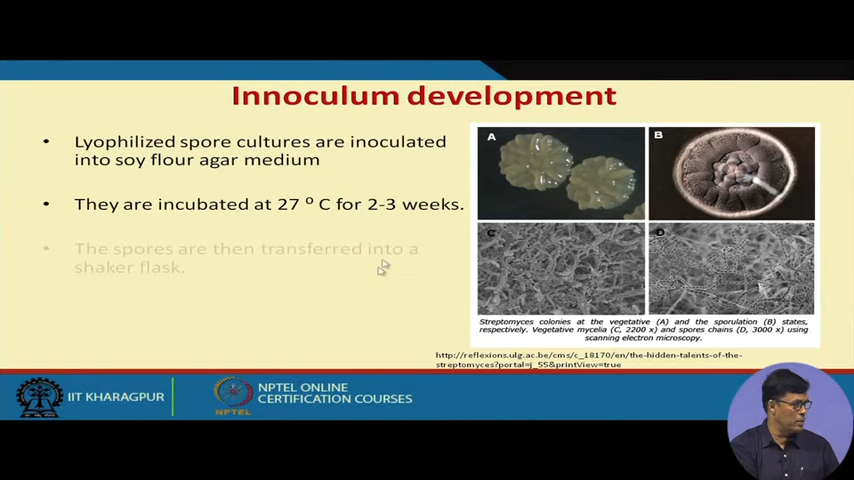 Innoculum development
• Lyophilized spore cultures are inoculated
into soy flour agar medium
• They are incubated at 27 ⁰ C for 2-3 weeks.
• The spores are then transferred into a
shaker flask.
A
B
C
D
Streptomyces colonies at the vegetative (A) and the sporulation (B) states,
respectively. Vegetative mycelia (C, 2200 x) and spores chains (D, 3000 x) using
scanning electron microscopy.
http://reflexions.ulg.ac.be/cms/c_18170/en/the-hidden-talents-of-the-
streptomyces?portal=j_55&printView=true
IIT KHARAGPUR
NPTEL
NPTEL ONLINE
CERTIFICATION COURSES